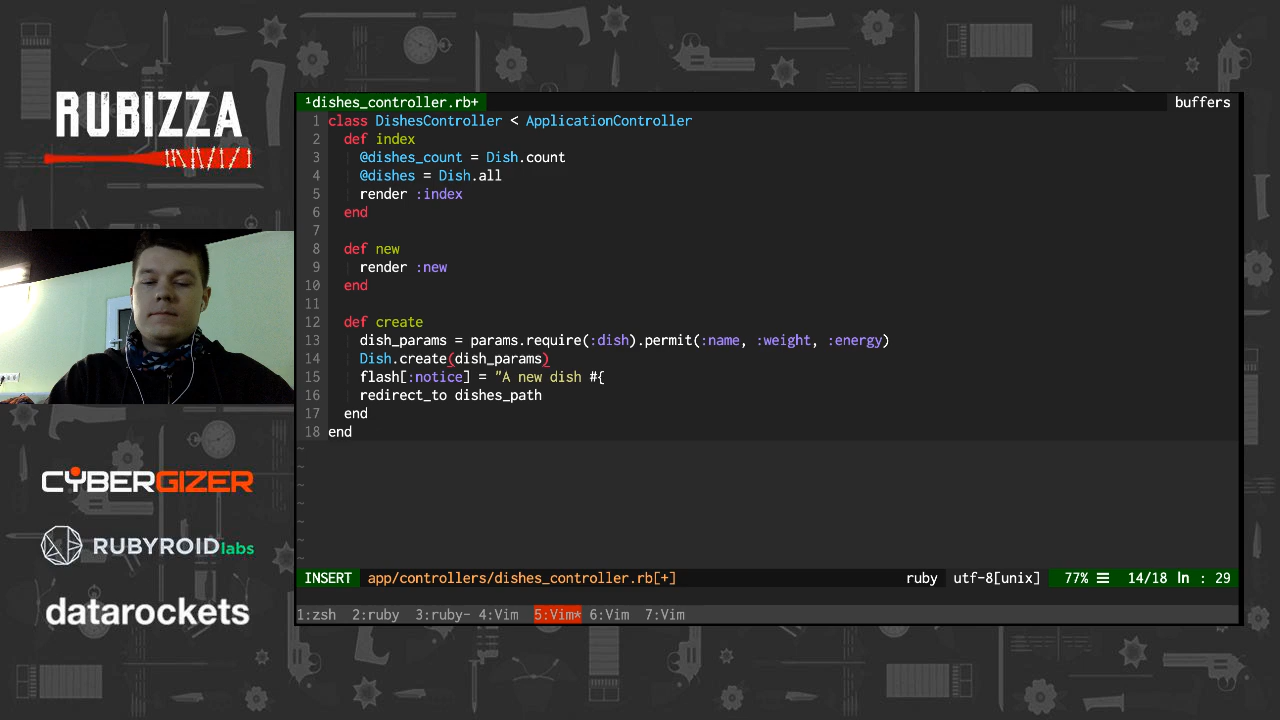 RUBIZZA
CYBERGIZER
RUBYROID labs
datarockets
¹dishes_controller.rb+ buffers
1 class DishesController < ApplicationController
2   def index
3     @dishes_count = Dish.count
4     @dishes = Dish.all
5     render :index
6   end
7
8   def new
9     render :new
10   end
11
12   def create
13     dish_params = params.require(:dish).permit(:name, :weight, :energy)
14     Dish.create(dish_params)
15     flash[:notice] = "A new dish #{
16     redirect_to dishes_path
17   end
18 end
~
~
~
~
~
~
~
INSERT app/controllers/dishes_controller.rb[+] ruby utf-8[unix] 77% ☰ 14/18 ln : 29
1:zsh 2:ruby 3:ruby- 4:Vim 5:Vim* 6:Vim 7:Vim